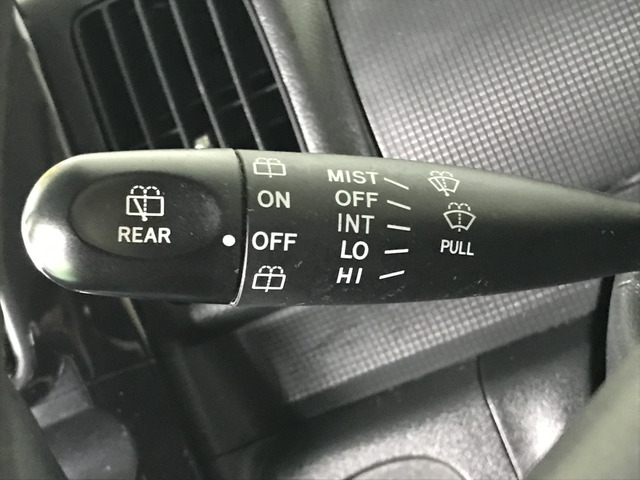 REAR
ON
OFF
MIST
OFF
INT
LO
HI
PULL